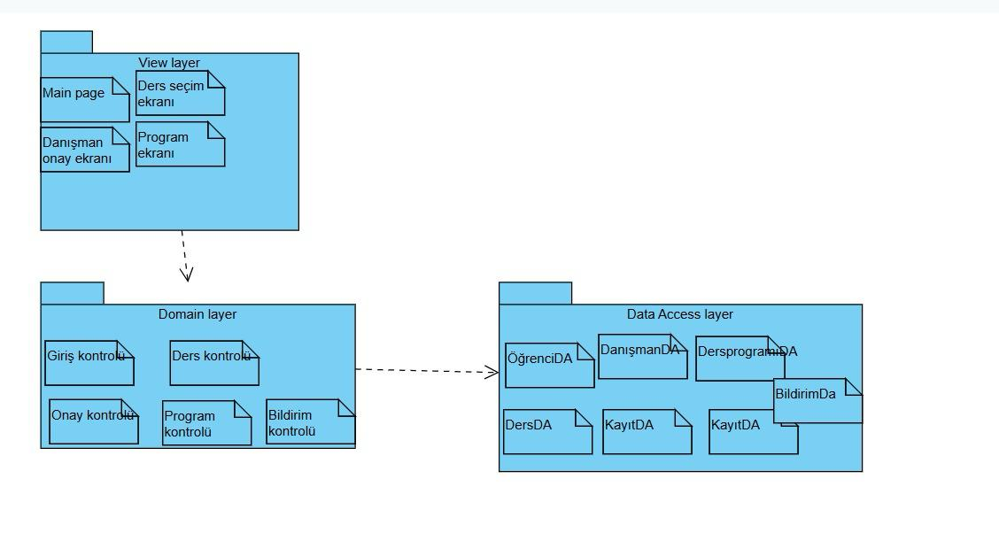 View layer
Main page
Ders seçim
ekranı
Danışman
onay ekranı
Program
ekranı
Domain layer
Giriş kontrolü
Ders kontrolü
Onay kontrolü
Program
kontrolü
Bildirim
kontrolü
Data Access layer
ÖğrenciDA
DanışmanDA
DersprogramıDA
BildirimDa
DersDA
KayıtDA
KayıtDA